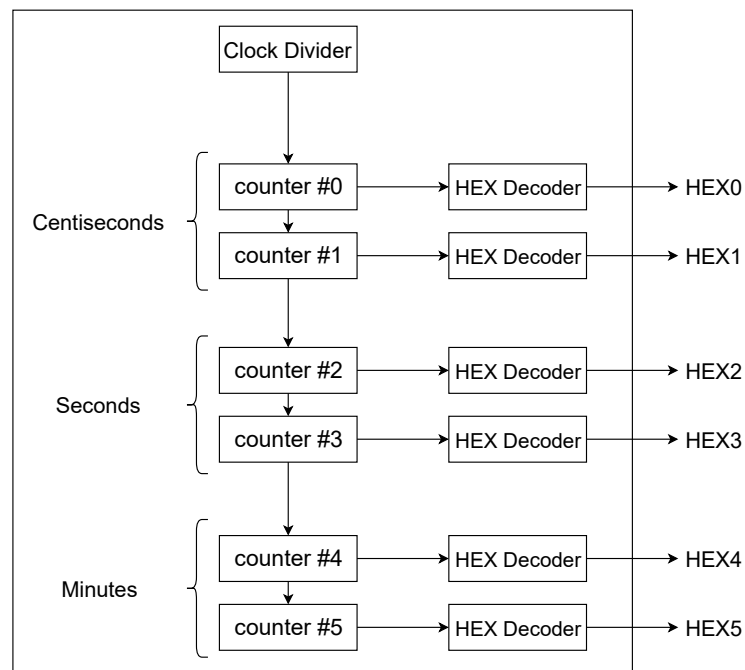 Clock Divider
counter #0
HEX Decoder
HEX0
Centiseconds
counter #1
HEX Decoder
HEX1
counter #2
HEX Decoder
HEX2
Seconds
counter #3
HEX Decoder
HEX3
counter #4
HEX Decoder
HEX4
Minutes
counter #5
HEX Decoder
HEX5